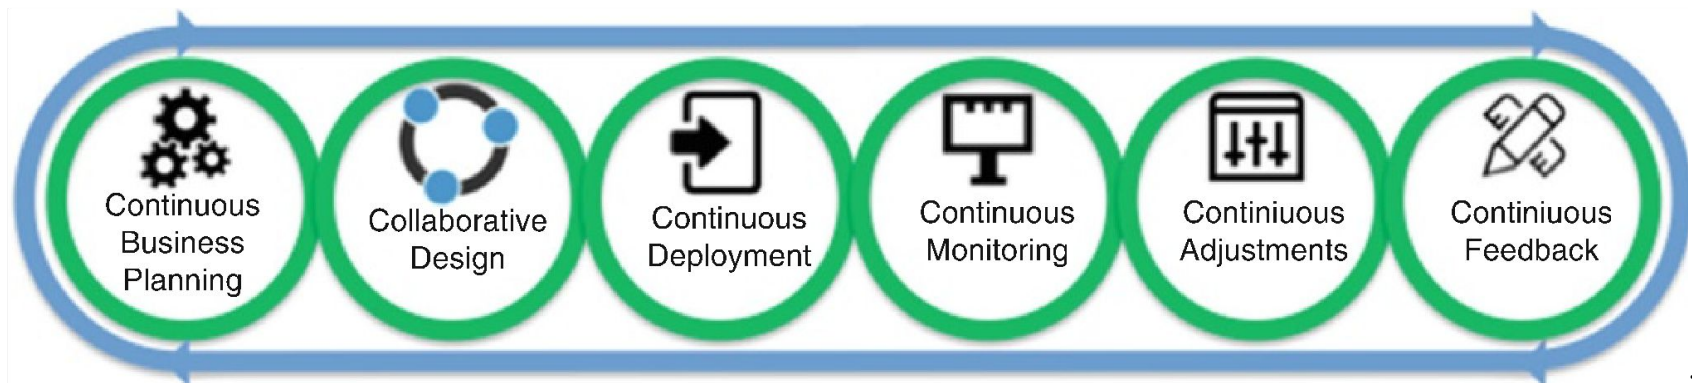 Continuous
Business
Planning
Collaborative
Design
Continuous
Deployment
Continuous
Monitoring
Continiuous
Adjustments
Continiuous
Feedback